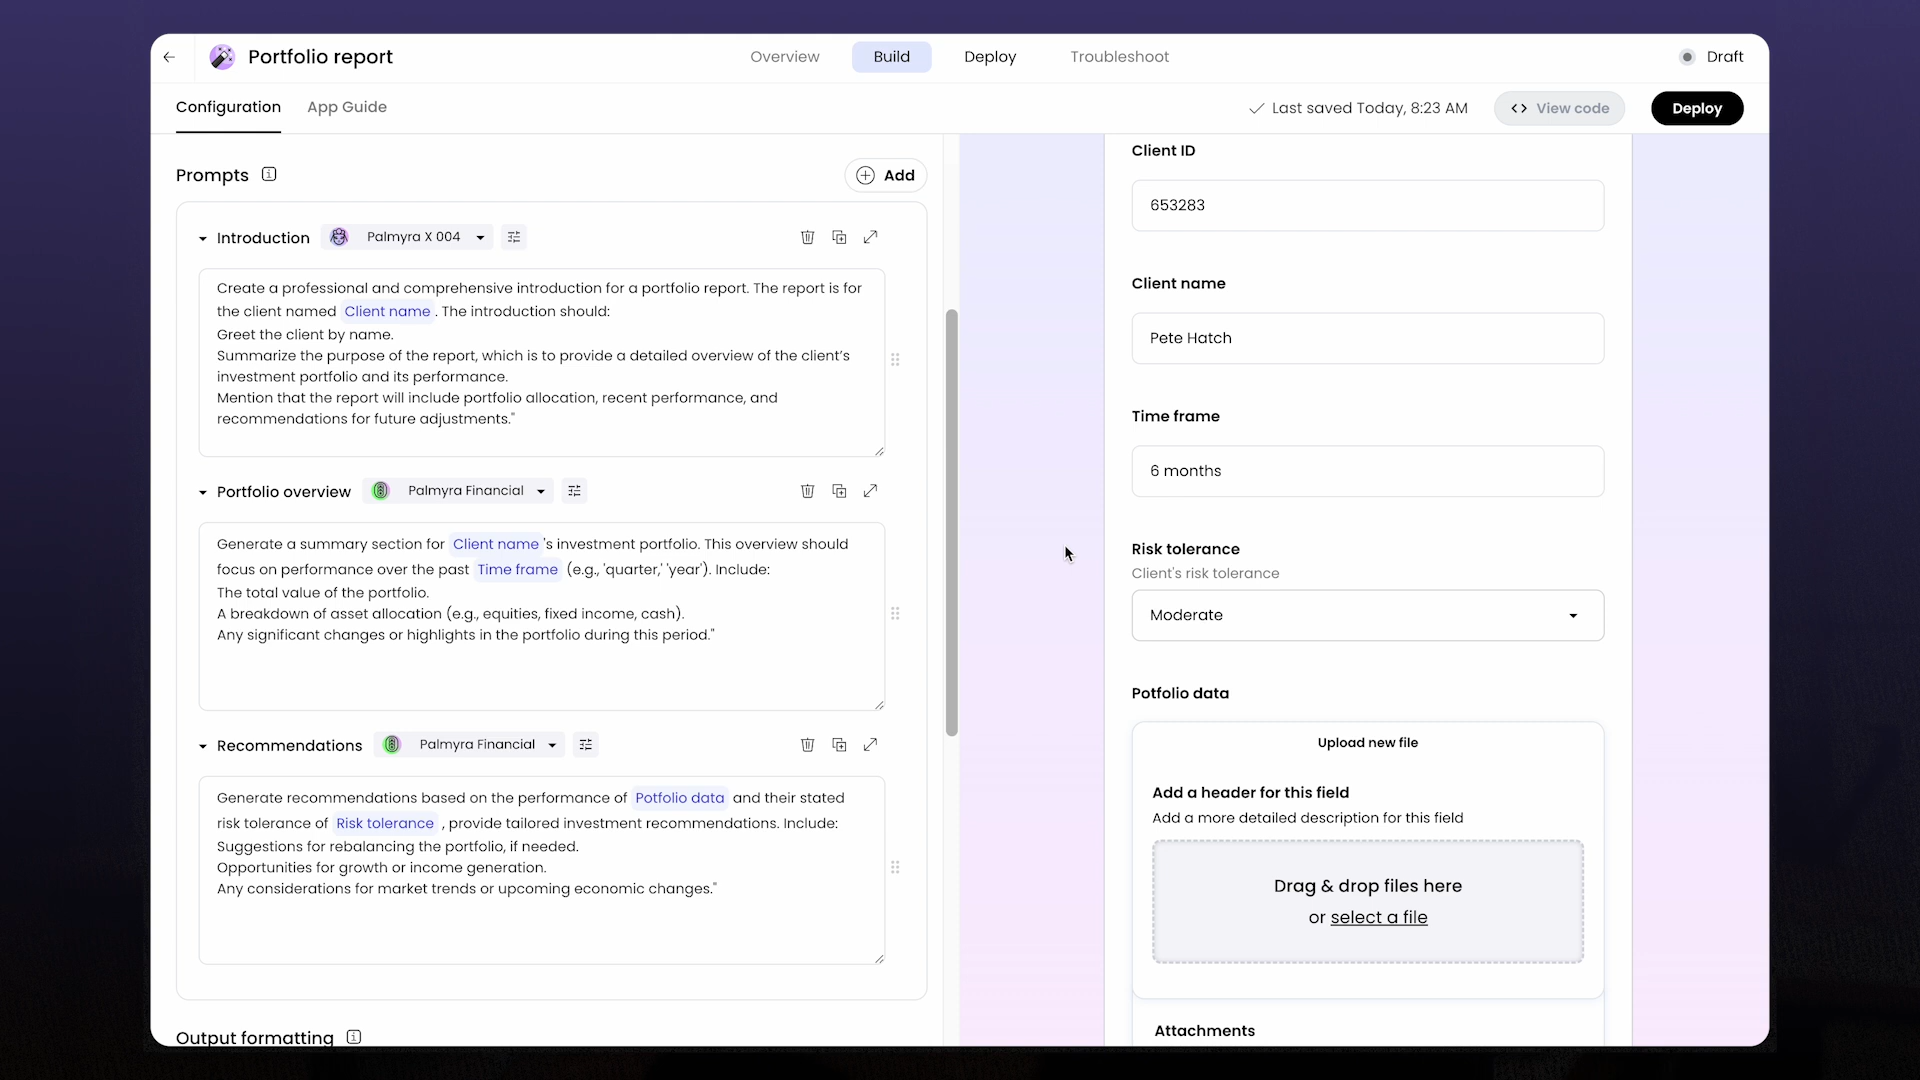 Portfolio report
Overview
Build
Deploy
Troubleshoot
Draft
Configuration
App Guide
Last saved Today, 8:23 AM
View code
Deploy
Prompts
Add
Introduction
Palmyra X 004
Create a professional and comprehensive introduction for a portfolio report. The report is for
the client named Client name . The introduction should:
Greet the client by name.
Summarize the purpose of the report, which is to provide a detailed overview of the client’s
investment portfolio and its performance.
Mention that the report will include portfolio allocation, recent performance, and
recommendations for future adjustments."
Portfolio overview
Palmyra Financial
Generate a summary section for Client name 's investment portfolio. This overview should
focus on performance over the past Time frame (e.g., 'quarter,' 'year'). Include:
The total value of the portfolio.
A breakdown of asset allocation (e.g., equities, fixed income, cash).
Any significant changes or highlights in the portfolio during this period."
Recommendations
Palmyra Financial
Generate recommendations based on the performance of Potfolio data and their stated
risk tolerance of Risk tolerance , provide tailored investment recommendations. Include:
Suggestions for rebalancing the portfolio, if needed.
Opportunities for growth or income generation.
Any considerations for market trends or upcoming economic changes."
Output formatting
Client ID
653283
Client name
Pete Hatch
Time frame
6 months
Risk tolerance
Client's risk tolerance
Moderate
Potfolio data
Upload new file
Add a header for this field
Add a more detailed description for this field
Drag & drop files here
or select a file
Attachments